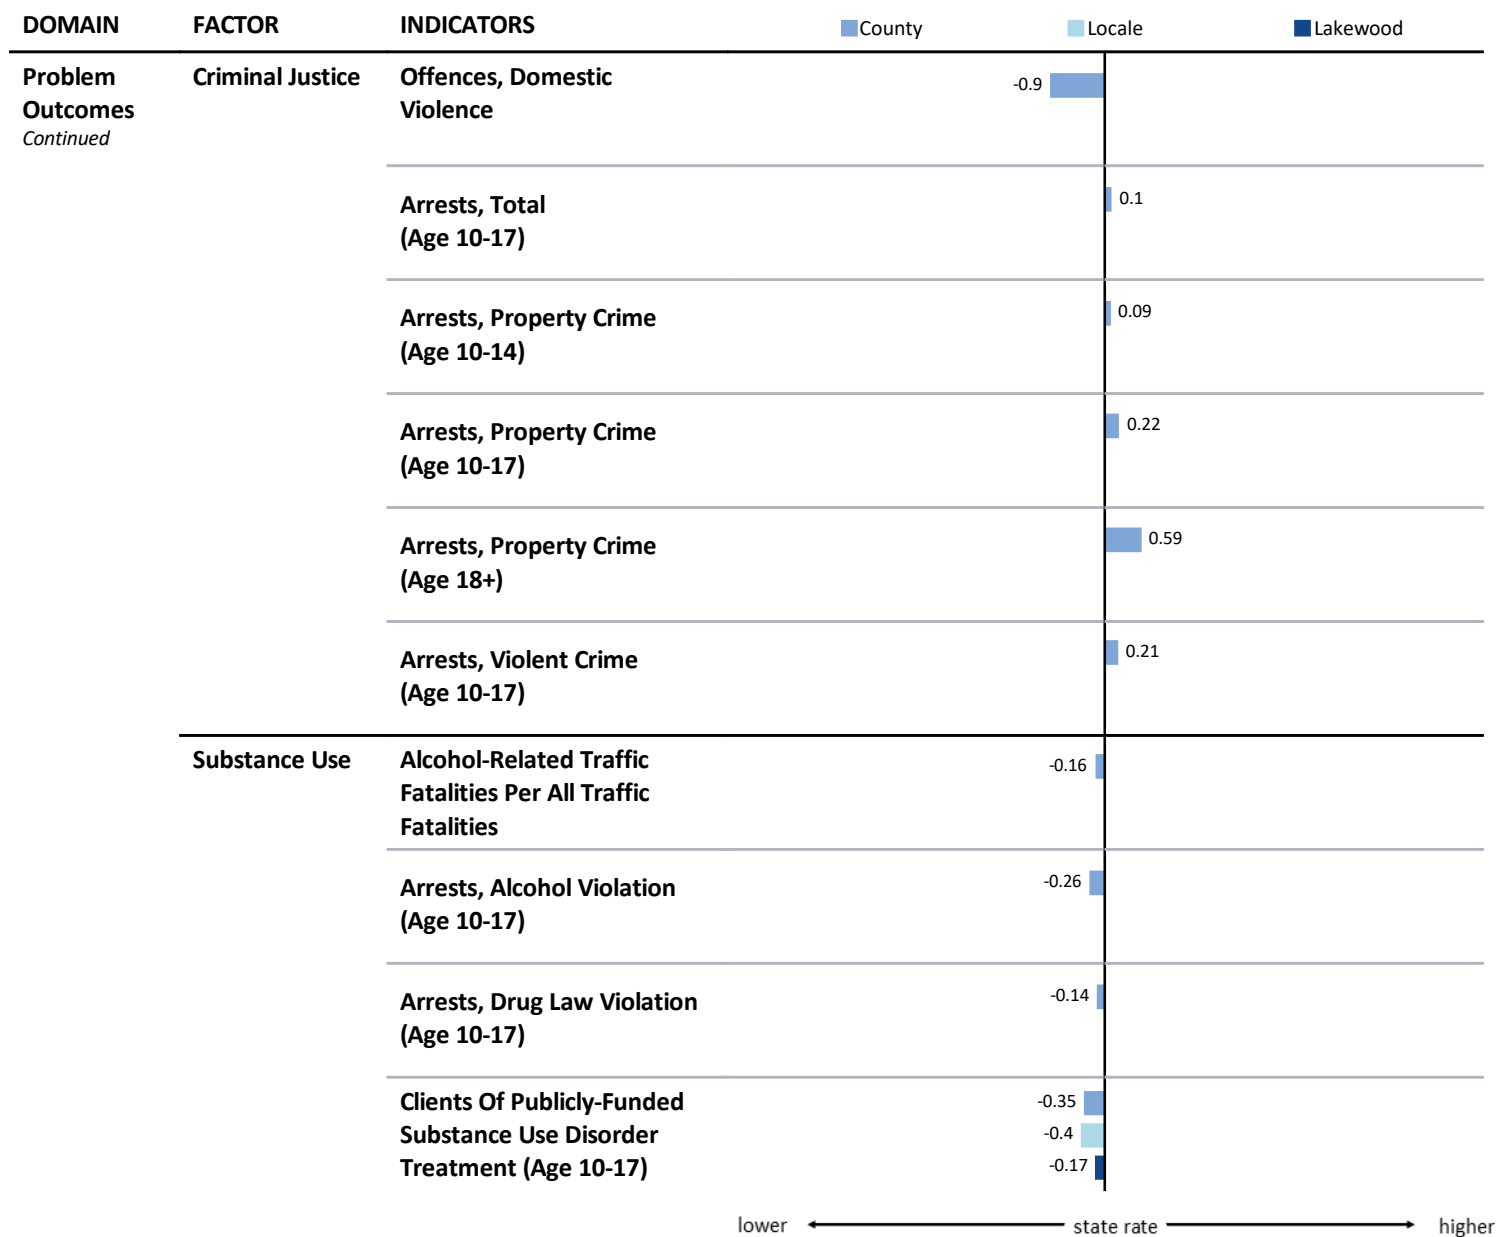 DOMAIN FACTOR INDICATORS County Locale Lakewood
Problem Criminal Justice Offences, Domestic -0.9
Outcomes Violence
Continued
Arrests, Total 0.1
(Age 10-17)
Arrests, Property Crime 0.09
(Age 10-14)
Arrests, Property Crime 0.22
(Age 10-17)
Arrests, Property Crime 0.59
(Age 18+)
Arrests, Violent Crime 0.21
(Age 10-17)
Substance Use Alcohol-Related Traffic -0.16
Fatalities Per All Traffic
Fatalities
Arrests, Alcohol Violation -0.26
(Age 10-17)
Arrests, Drug Law Violation -0.14
(Age 10-17)
Clients Of Publicly-Funded -0.35
Substance Use Disorder -0.4
Treatment (Age 10-17) -0.17
lower state rate higher